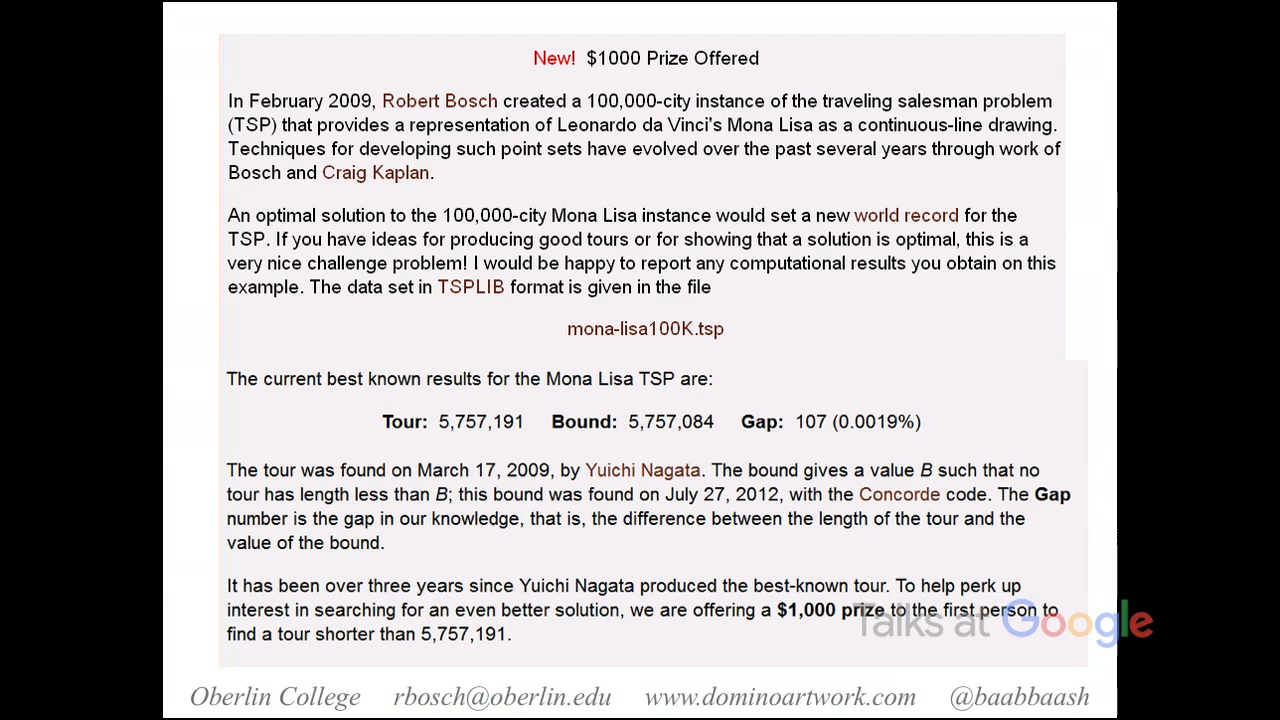 New! $1000 Prize Offered
In February 2009, Robert Bosch created a 100,000-city instance of the traveling salesman problem
(TSP) that provides a representation of Leonardo da Vinci's Mona Lisa as a continuous-line drawing.
Techniques for developing such point sets have evolved over the past several years through work of
Bosch and Craig Kaplan.
An optimal solution to the 100,000-city Mona Lisa instance would set a new world record for the
TSP. If you have ideas for producing good tours or for showing that a solution is optimal, this is a
very nice challenge problem! I would be happy to report any computational results you obtain on this
example. The data set in TSPLIB format is given in the file
mona-lisa100K.tsp
The current best known results for the Mona Lisa TSP are:
Tour: 5,757,191 Bound: 5,757,084 Gap: 107 (0.0019%)
The tour was found on March 17, 2009, by Yuichi Nagata. The bound gives a value B such that no
tour has length less than B; this bound was found on July 27, 2012, with the Concorde code. The Gap
number is the gap in our knowledge, that is, the difference between the length of the tour and the
value of the bound.
It has been over three years since Yuichi Nagata produced the best-known tour. To help perk up
interest in searching for an even better solution, we are offering a $1,000 prize to the first person to
find a tour shorter than 5,757,191.
Talks at Google
Oberlin College rbosch@oberlin.edu www.dominoartwork.com @baabbaash